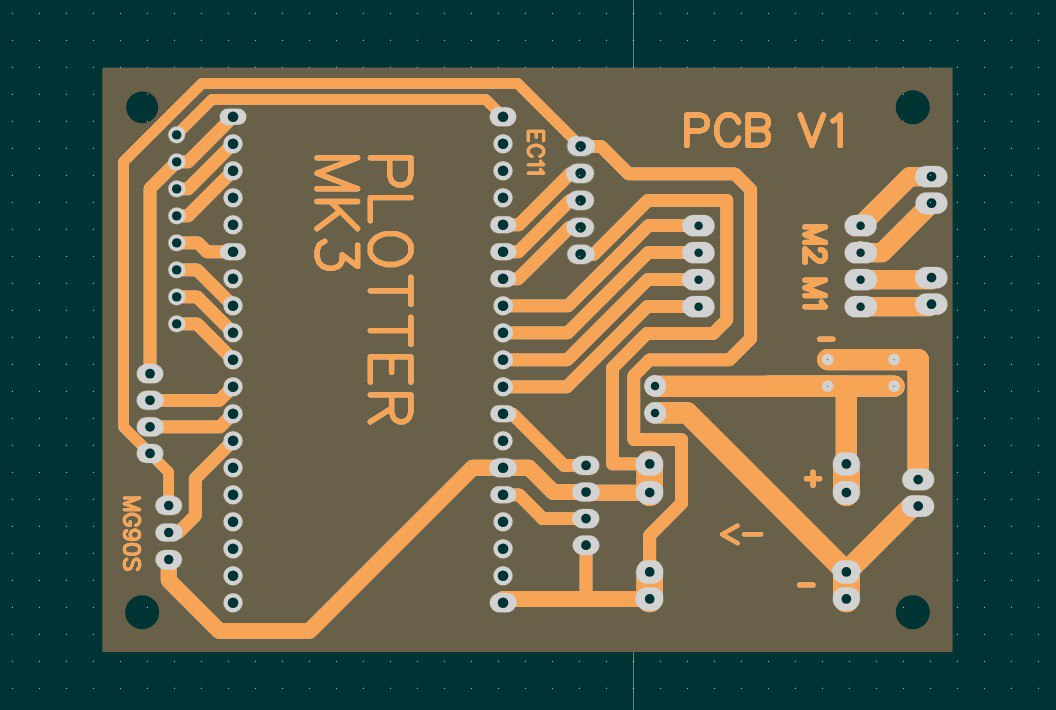 PCB V1
EC11
PLOTTER
MK3
M2 M1
-
+
<-
-
MG90S